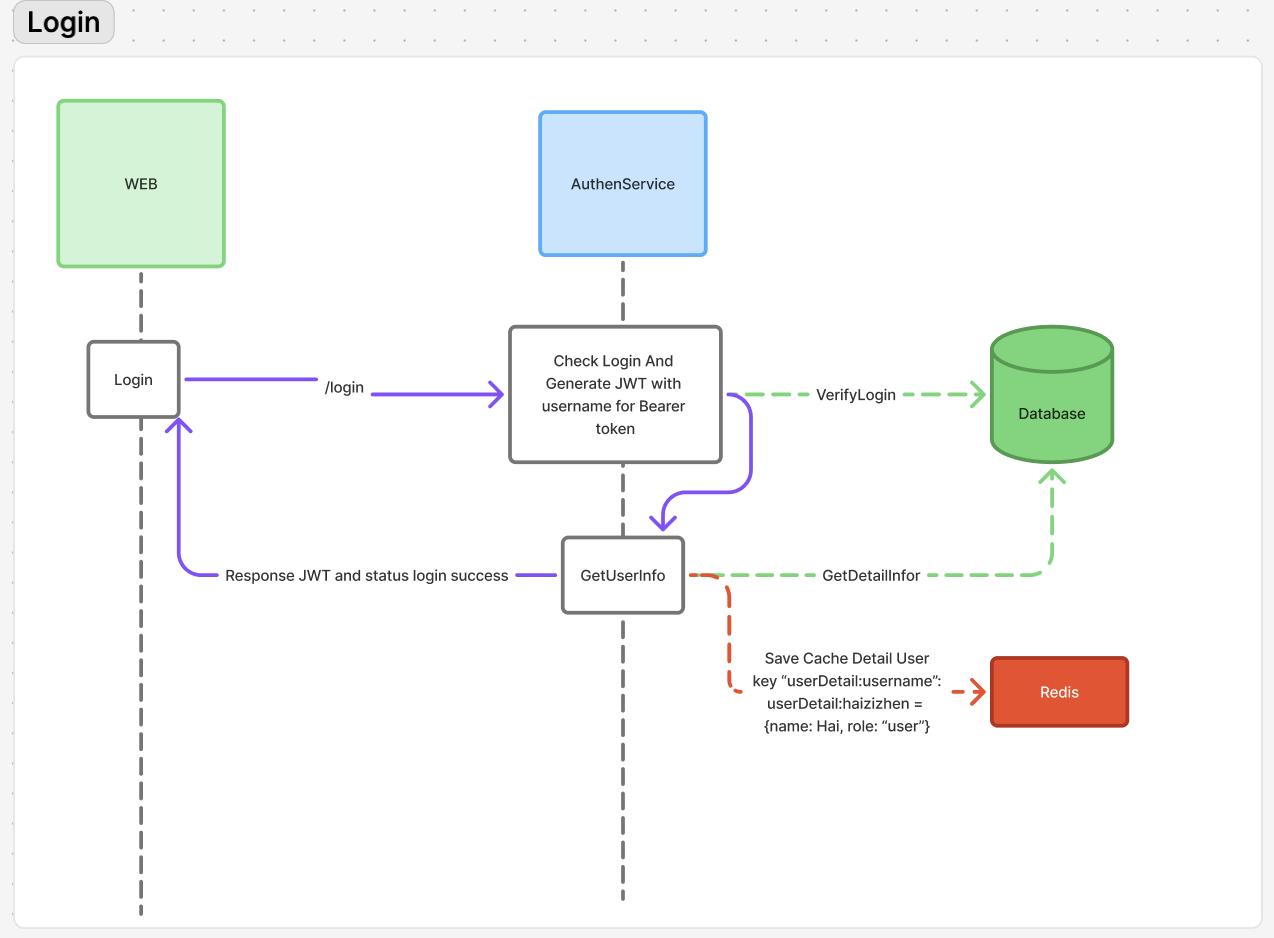 Login
WEB
AuthenService
Login
/login
Check Login And
Generate JWT with
username for Bearer
token
VerifyLogin
Database
Response JWT and status login success
GetUserInfo
GetDetailInfor
Save Cache Detail User
key “userDetail:username”:
userDetail:haizizhen =
{name: Hai, role: “user”}
Redis